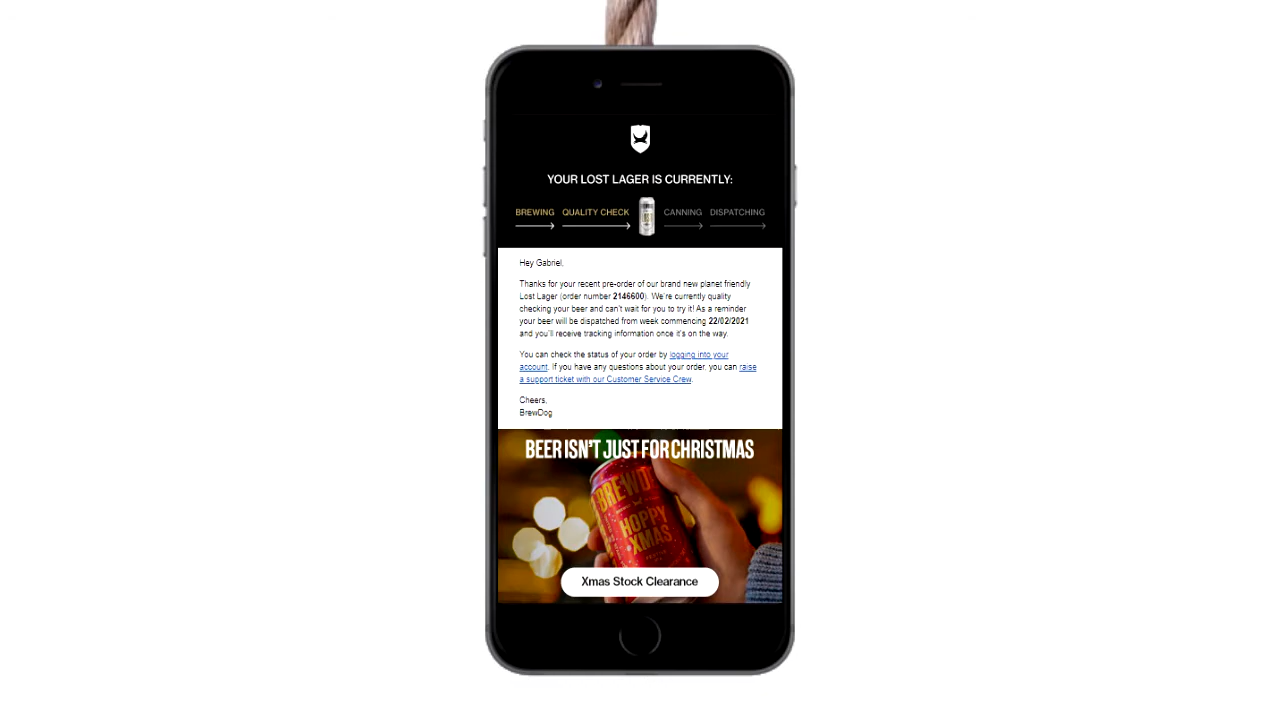 YOUR LOST LAGER IS CURRENTLY:
BREWING QUALITY CHECK CANNING DISPATCHING
Hey Gabriel,
Thanks for your recent pre-order of our brand new planet friendly
Lost Lager (order number 2146600). We're currently quality
checking your beer and can't wait for you to try it! As a reminder
your beer will be dispatched from week commencing 22/02/2021
and you'll receive tracking information once it's on the way.
You can check the status of your order by logging into your
account. If you have any questions about your order, you can raise
a support ticket with our Customer Service Crew.
Cheers,
BrewDog
BEER ISN'T JUST FOR CHRISTMAS
BREWDO
HOPPY
XMAS
Xmas Stock Clearance